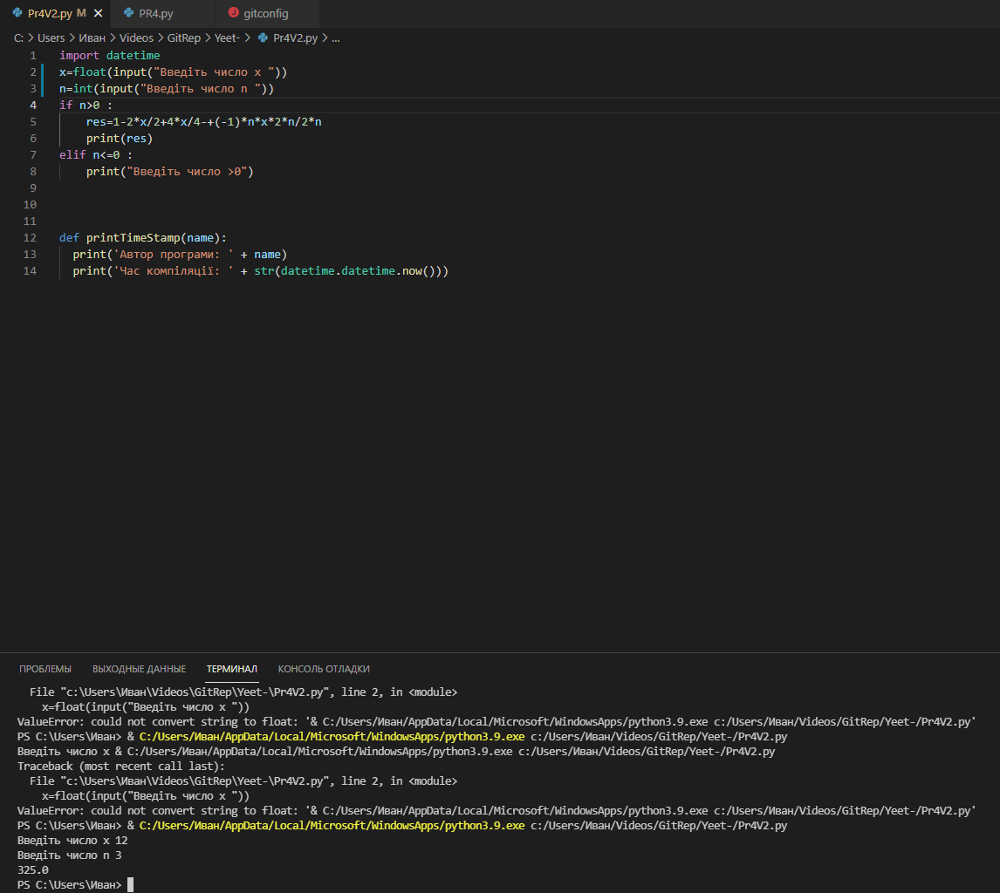 Pr4V2.py M PR4.py gitconfig
C: > Users > Иван > Videos > GitRep > Yeet- > Pr4V2.py > ...
1 import datetime
2 x=float(input("Введіть число x "))
3 n=int(input("Введіть число n "))
4 if n>0 :
5 res=1-2*x/2+4*x/4-+(-1)*n*x*2*n/2*n
6 print(res)
7 elif n<=0 :
8 print("Введіть число >0")
9
10
11
12 def printTimeStamp(name):
13 print('Автор програми: ' + name)
14 print('Час компіляції: ' + str(datetime.datetime.now()))
ПРОБЛЕМЫ ВЫХОДНЫЕ ДАННЫЕ ТЕРМИНАЛ КОНСОЛЬ ОТЛАДКИ
File "c:\Users\Иван\Videos\GitRep\Yeet-\Pr4V2.py", line 2, in <module>
x=float(input("Введіть число x "))
ValueError: could not convert string to float: '& C:/Users/Иван/AppData/Local/Microsoft/WindowsApps/python3.9.exe c:/Users/Иван/Videos/GitRep/Yeet-/Pr4V2.py'
PS C:\Users\Иван> & C:/Users/Иван/AppData/Local/Microsoft/WindowsApps/python3.9.exe c:/Users/Иван/Videos/GitRep/Yeet-/Pr4V2.py
Введіть число x & C:/Users/Иван/AppData/Local/Microsoft/WindowsApps/python3.9.exe c:/Users/Иван/Videos/GitRep/Yeet-/Pr4V2.py
Traceback (most recent call last):
File "c:\Users\Иван\Videos\GitRep\Yeet-\Pr4V2.py", line 2, in <module>
x=float(input("Введіть число x "))
ValueError: could not convert string to float: '& C:/Users/Иван/AppData/Local/Microsoft/WindowsApps/python3.9.exe c:/Users/Иван/Videos/GitRep/Yeet-/Pr4V2.py'
PS C:\Users\Иван> & C:/Users/Иван/AppData/Local/Microsoft/WindowsApps/python3.9.exe c:/Users/Иван/Videos/GitRep/Yeet-/Pr4V2.py
Введіть число x 12
Введіть число n 3
325.0
PS C:\Users\Иван>